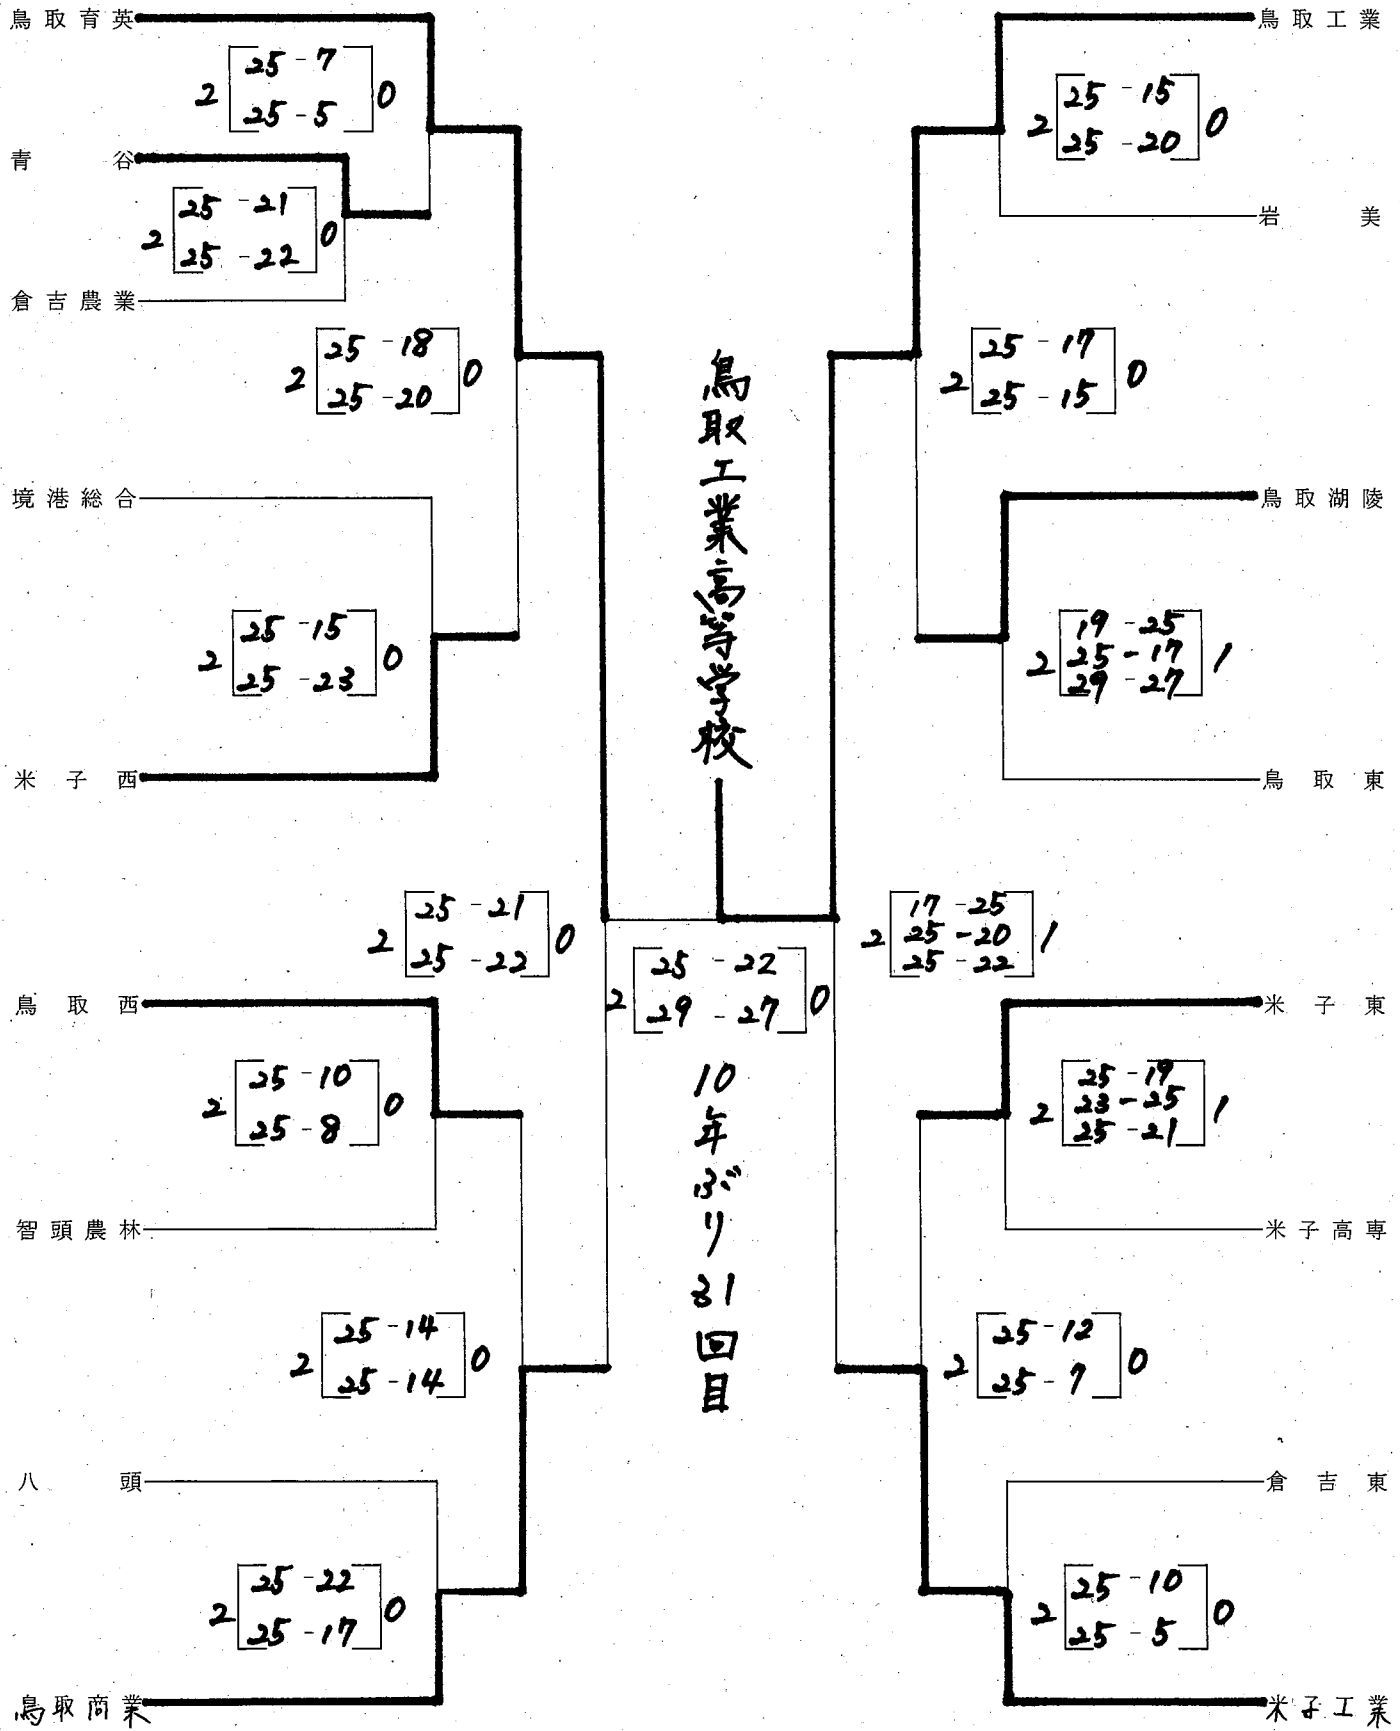 鳥取育英
2 25 - 7 0
25 - 5
青谷
2 25 - 21 0
25 - 22
倉吉農業
2 25 - 18 0
25 - 20
境港総合
2 25 - 15 0
25 - 23
米子西
2 25 - 21 0
25 - 22
鳥取西
2 25 - 10 0
25 - 8
智頭農林
2 25 - 14 0
25 - 14
八頭
2 25 - 22 0
25 - 17
鳥取商業
鳥取工業高等学校
2 25 - 22 0
29 - 27
10年ぶり31回目
鳥取工業
2 25 - 15 0
25 - 20
岩美
2 25 - 17 0
25 - 15
鳥取湖陵
19 - 25
2 25 - 17 1
29 - 27
鳥取東
17 - 25
2 25 - 20 1
25 - 22
米子東
25 - 19
2 23 - 25 1
25 - 21
米子高専
2 25 - 12 0
25 - 7
倉吉東
2 25 - 10 0
25 - 5
米子工業